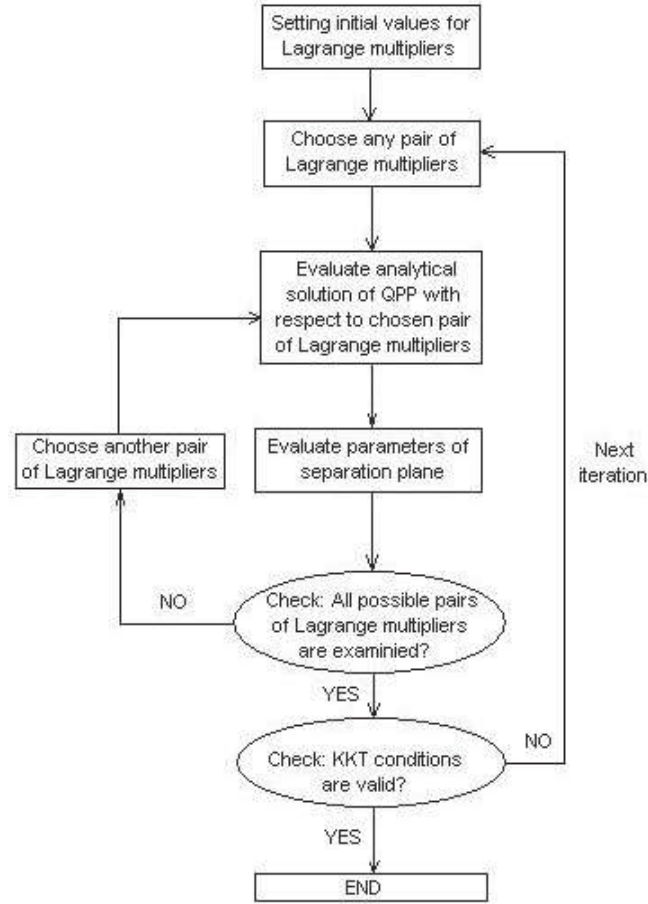 Setting initial values for
Lagrange multipliers
Choose any pair of
Lagrange multipliers
Evaluate analytical
solution of QPP with
respect to chosen pair
of Lagrange multipliers
Choose another pair
of Lagrange multipliers
Evaluate parameters of
separation plane
Next
iteration
NO
Check: All possible pairs
of Lagrange multipliers
are examinied?
YES
Check: KKT conditions
are valid?
NO
YES
END